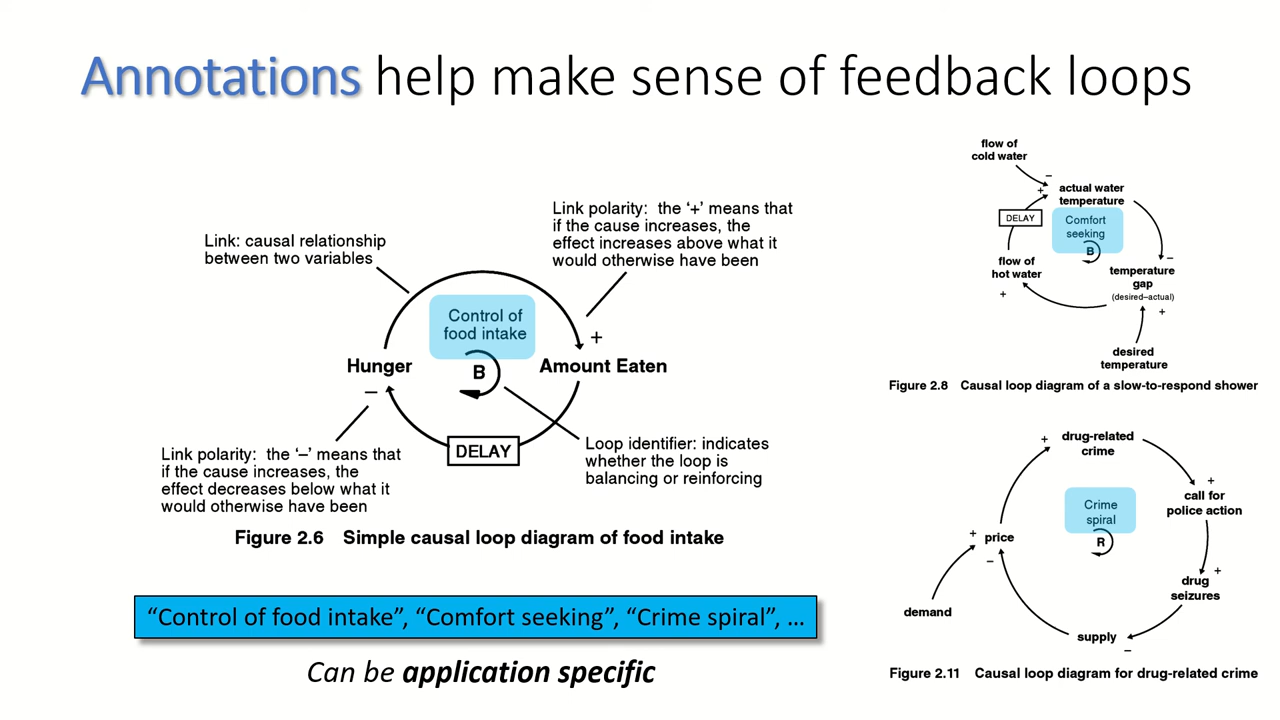 Annotations help make sense of feedback loops
Link: causal relationship
between two variables
Link polarity: the ‘+’ means that
if the cause increases, the
effect increases above what it
would otherwise have been
Control of
food intake
+
Hunger
B
Amount Eaten
–
DELAY
Link polarity: the ‘–’ means that
if the cause increases, the
effect decreases below what it
would otherwise have been
Loop identifier: indicates
whether the loop is
balancing or reinforcing
Figure 2.6 Simple causal loop diagram of food intake
“Control of food intake”, “Comfort seeking”, “Crime spiral”, …
Can be application specific
flow of
cold water
–
+
actual water
temperature
DELAY
Comfort
seeking
B
flow of
hot water
+
–
temperature
gap
(desired–actual)
+
desired
temperature
Figure 2.8 Causal loop diagram of a slow-to-respond shower
+
drug-related
crime
+
call for
police action
Crime
spiral
R
+
price
–
+
drug
seizures
demand
supply
–
Figure 2.11 Causal loop diagram for drug-related crime